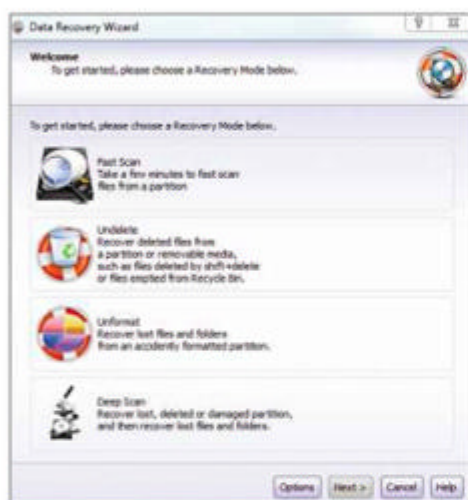 Data Recovery Wizard
Welcome
To get started, please choose a Recovery Mode below.
To get started, please choose a Recovery Mode below.
Fast Scan
Take a few minutes to fast scan
files from a partition
Undelete
Recover deleted files from
a partition or removable media,
such as files deleted by shift+delete
or files emptied from Recycle Bin.
Unformat
Recover lost files and folders
from an accidently formatted partition.
Deep Scan
Recover lost, deleted or damaged partition,
and then recover lost files and folders.
Options Next > Cancel Help